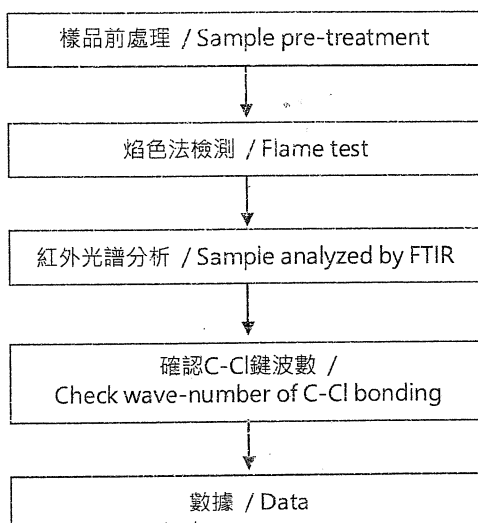 樣品前處理 / Sample pre-treatment
焰色法檢測 / Flame test
紅外光譜分析 / Sample analyzed by FTIR
確認C-Cl鍵波數 /
Check wave-number of C-Cl bonding
數據 / Data